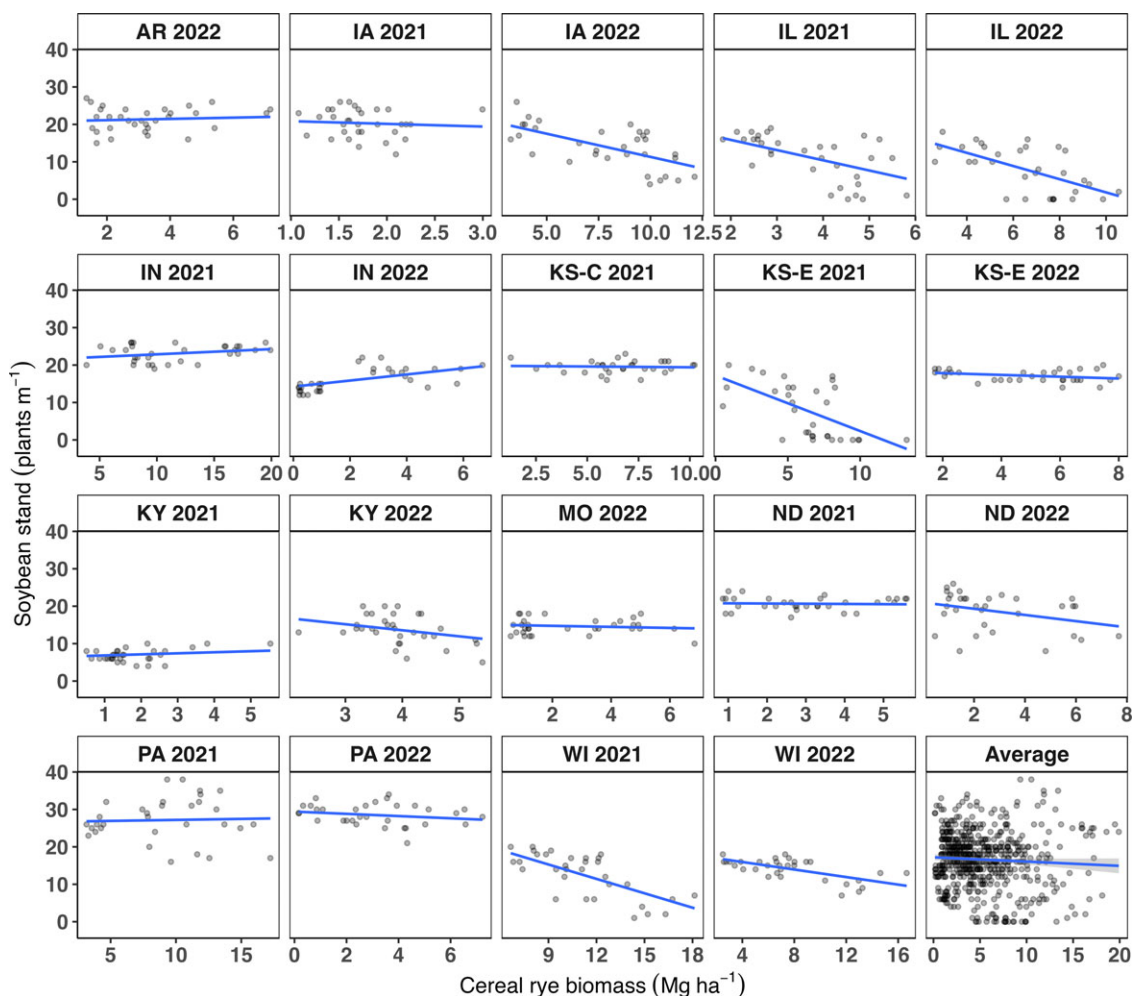 AR 2022 IA 2021 IA 2022 IL 2021 IL 2022
40
30
20
10
0
2 4 6 1.0 1.5 2.0 2.5 3.0 5.0 7.5 10.0 12.5 2 3 4 5 6 4 6 8 10
IN 2021 IN 2022 KS-C 2021 KS-E 2021 KS-E 2022
40
30
20
10
0
5 10 15 20 0 2 4 6 2.5 5.0 7.5 10.0 0 5 10 2 4 6 8
KY 2021 KY 2022 MO 2022 ND 2021 ND 2022
40
30
20
10
0
1 2 3 4 5 3 4 5 2 4 6 1 2 3 4 5 2 4 6 8
PA 2021 PA 2022 WI 2021 WI 2022 Average
40
30
20
10
0
5 10 15 0 2 4 6 9 12 15 18 4 8 12 16 0 5 10 15 20
Soybean stand (plants m⁻¹)
Cereal rye biomass (Mg ha⁻¹)